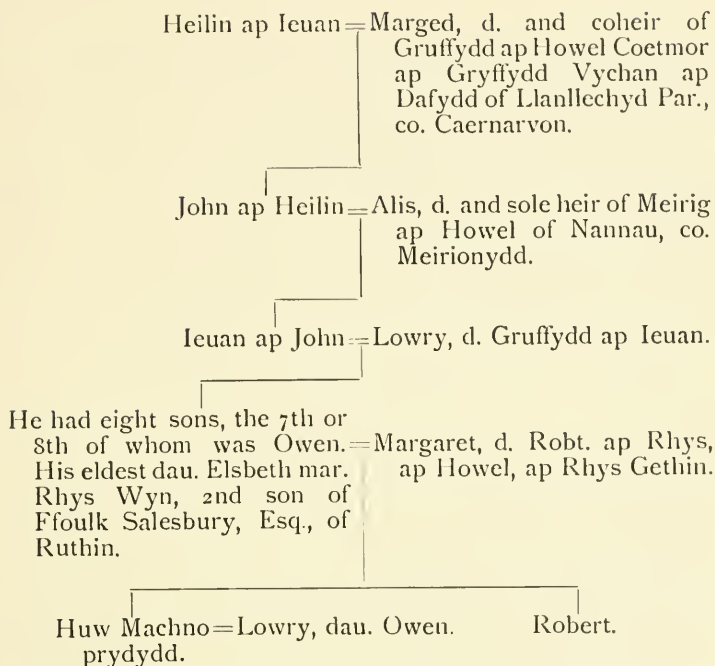 Heilin ap Ieuan = Marged, d. and coheir of
Gruffydd ap Howel Coetmor
ap Gryffydd Vychan ap
Dafydd of Llanllechyd Par.,
co. Caernarvon.
John ap Heilin = Alis, d. and sole heir of Meirig
ap Howel of Nannau, co.
Meirionydd.
Ieuan ap John = Lowry, d. Gruffydd ap Ieuan.
He had eight sons, the 7th or
8th of whom was Owen. = Margaret, d. Robt. ap Rhys,
His eldest dau. Elsbeth mar. ap Howel, ap Rhys Gethin.
Rhys Wyn, 2nd son of
Ffoulk Salesbury, Esq., of
Ruthin.
Huw Machno = Lowry, dau. Owen. Robert.
prydydd.